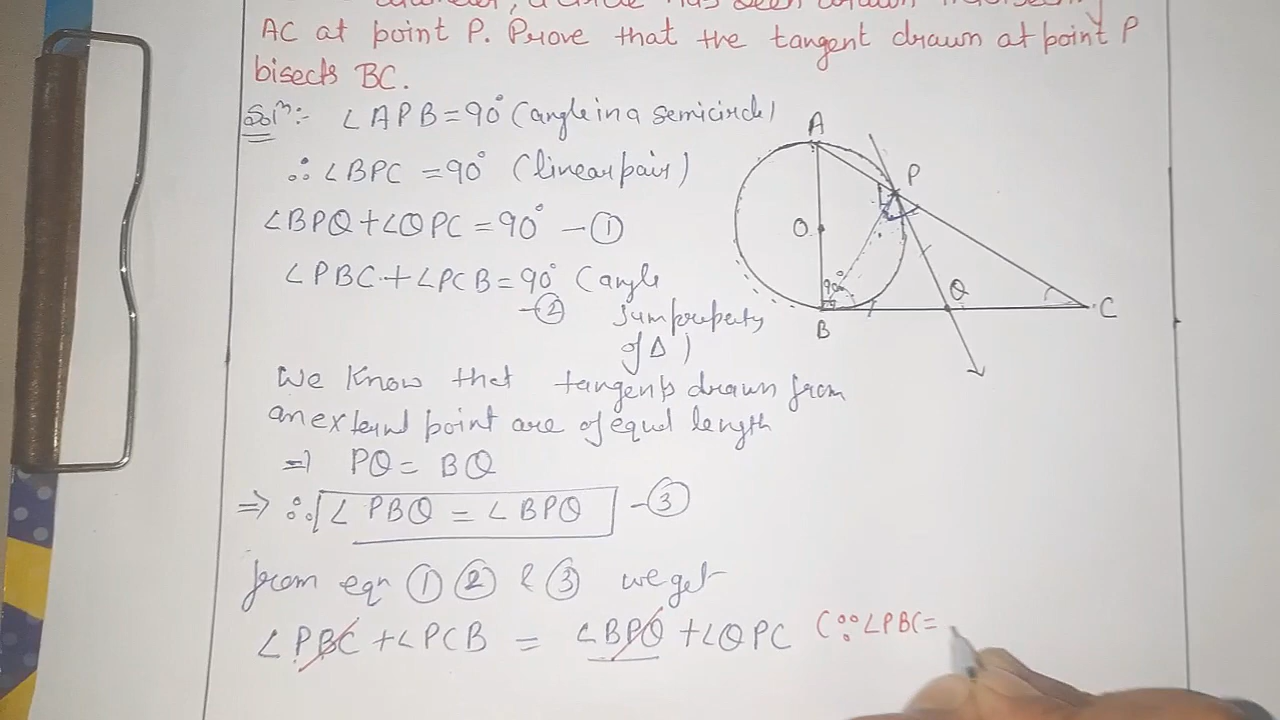 AC at point P. Prove that the tangent drawn at point P
bisects BC.
Solⁿ:- ∠APB=90° (angle in a semicircle)
∴ ∠BPC =90° (linear pair)
∠BPQ+∠QPC=90° —①
∠PBC+∠PCB=90° (angle
—② sum property
of Δ)
We know that tangents drawn from
an external point are of equal length
⇒ PQ= BQ
⇒ ∴ ∠PBQ = ∠BPQ —③
from eqn ① ② & ③ we get
∠PBC +∠PCB = ∠BPQ +∠QPC (∵∠PBC=
A
P
O
90°
Q
B
C